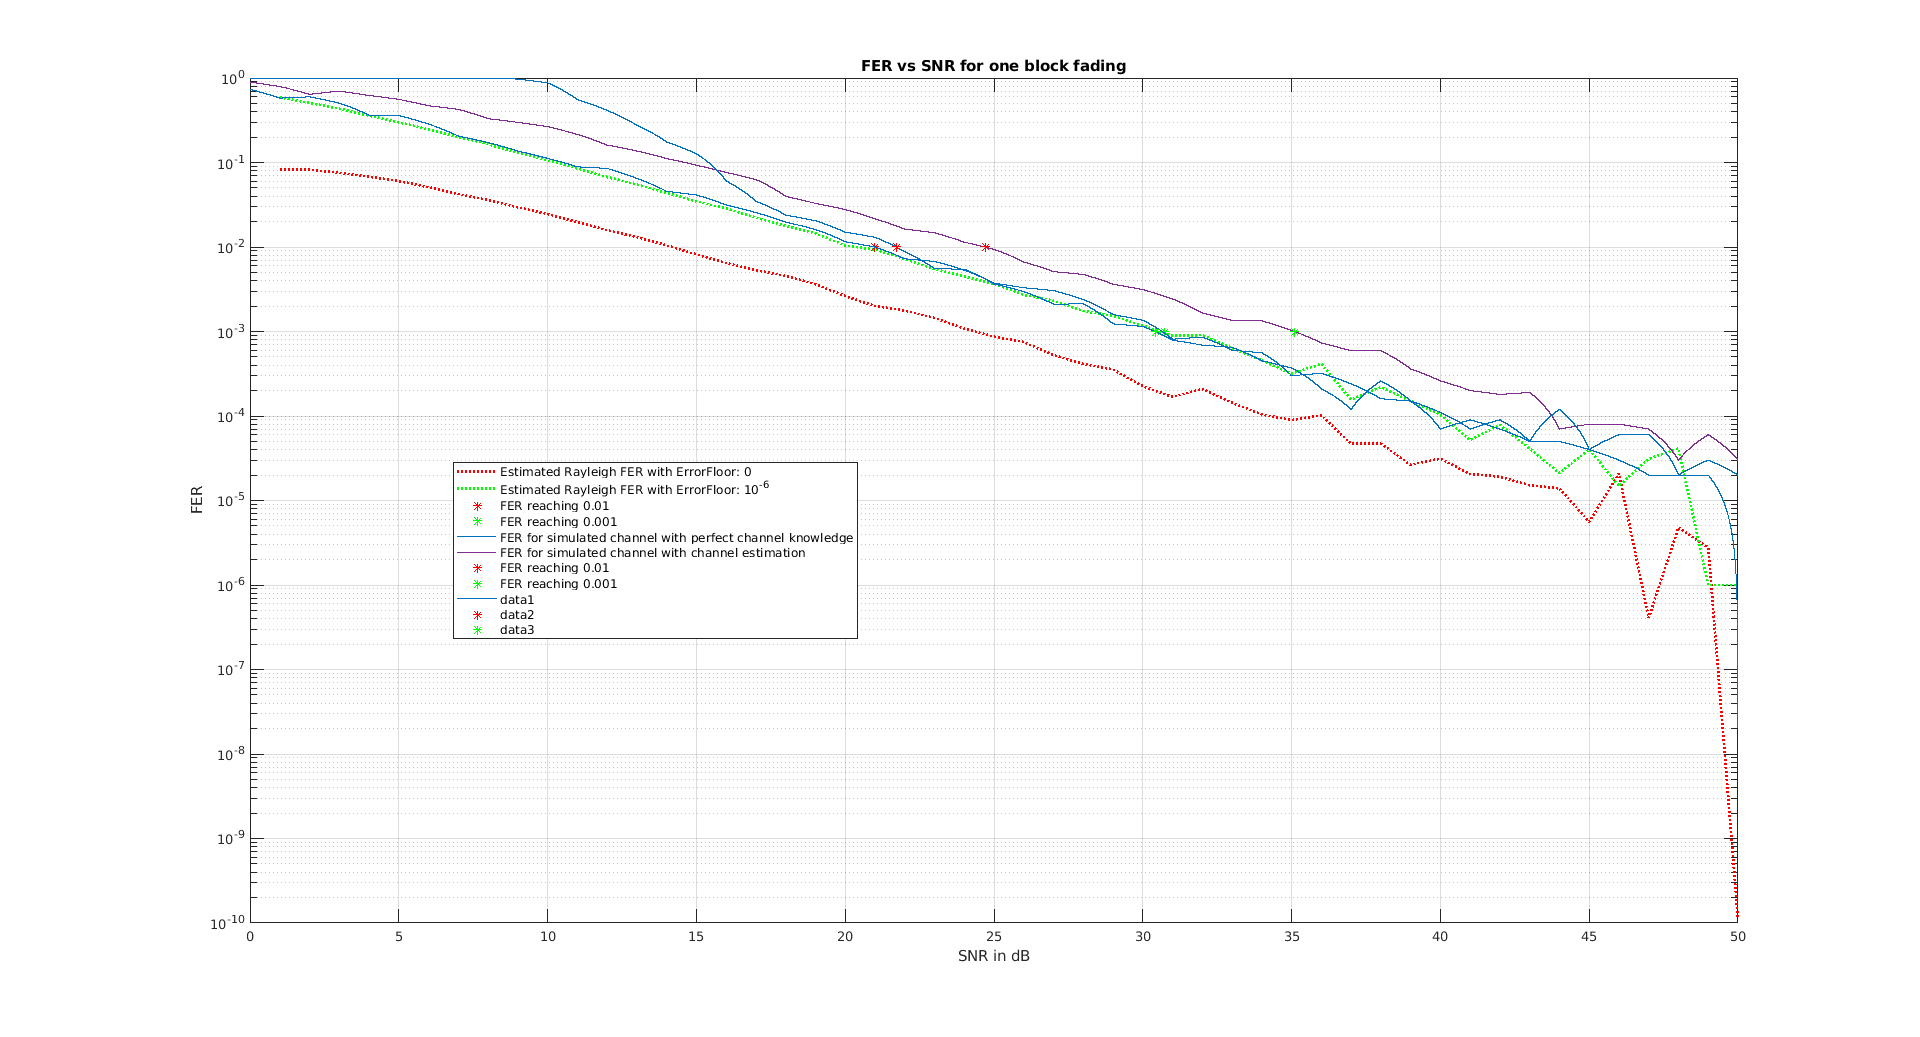 FER vs SNR for one block fading
10^0
10^-1
10^-2
10^-3
10^-4
10^-5
10^-6
10^-7
10^-8
10^-9
10^-10
FER
Estimated Rayleigh FER with ErrorFloor: 0
Estimated Rayleigh FER with ErrorFloor: 10^-6
FER reaching 0.01
FER reaching 0.001
FER for simulated channel with perfect channel knowledge
FER for simulated channel with channel estimation
FER reaching 0.01
FER reaching 0.001
data1
data2
data3
0 5 10 15 20 25 30 35 40 45 50
SNR in dB